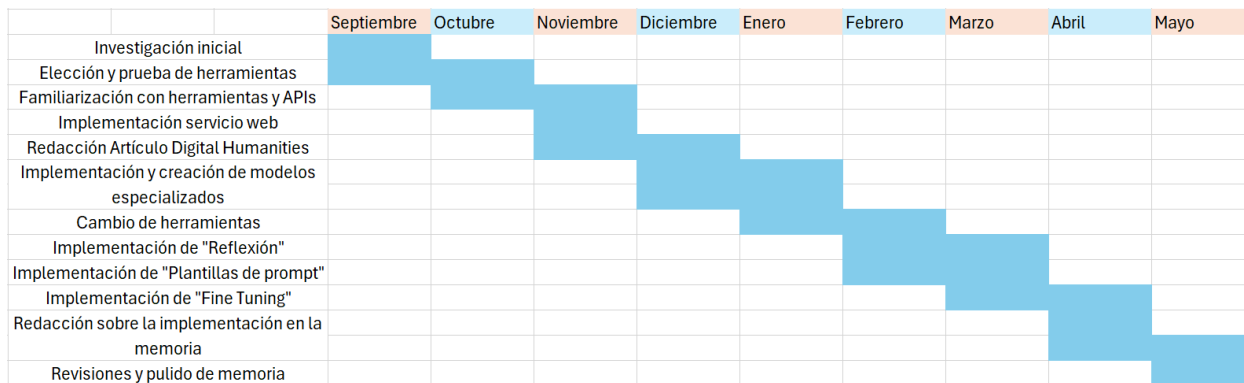 Septiembre Octubre Noviembre Diciembre Enero Febrero Marzo Abril Mayo
Investigación inicial
Elección y prueba de herramientas
Familiarización con herramientas y APIs
Implementación servicio web
Redacción Artículo Digital Humanities
Implementación y creación de modelos
especializados
Cambio de herramientas
Implementación de "Reflexión"
Implementación de "Plantillas de prompt"
Implementación de "Fine Tuning"
Redacción sobre la implementación en la
memoria
Revisiones y pulido de memoria